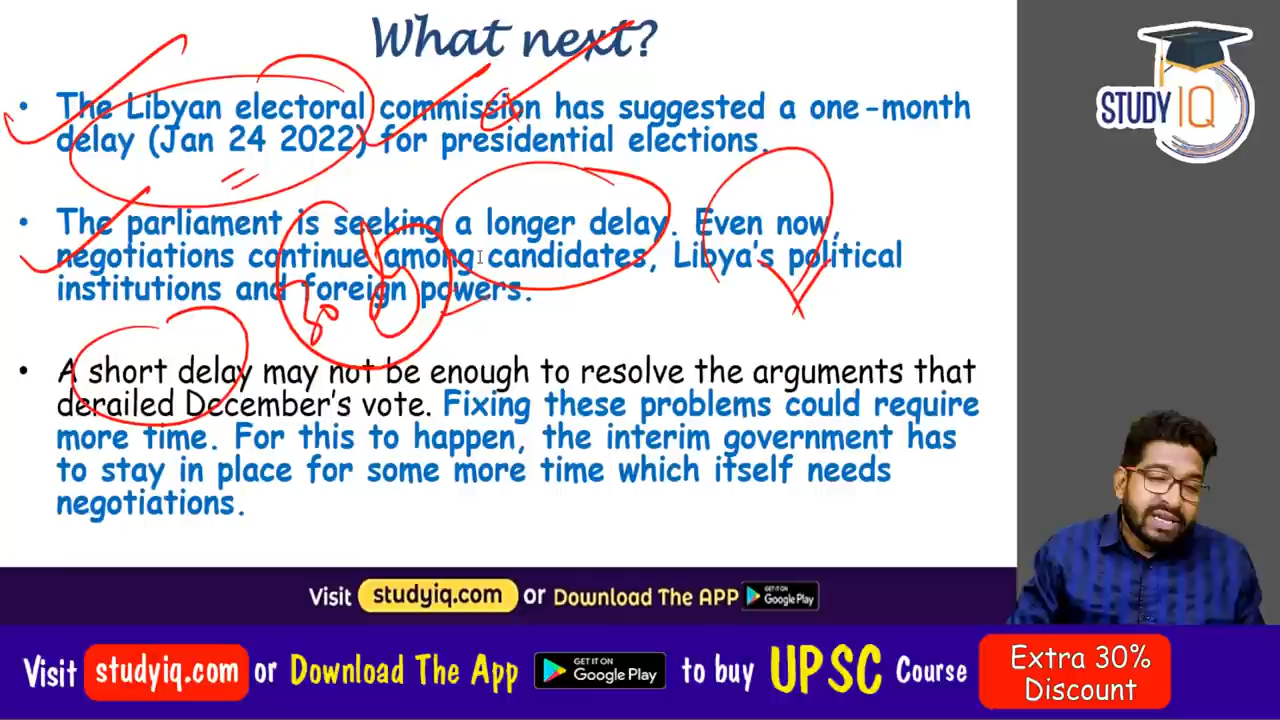 What next?
• The Libyan electoral commission has suggested a one-month
delay (Jan 24 2022) for presidential elections.
• The parliament is seeking a longer delay. Even now,
negotiations continue among candidates, Libya's political
institutions and foreign powers.
• A short delay may not be enough to resolve the arguments that
derailed December's vote. Fixing these problems could require
more time. For this to happen, the interim government has
to stay in place for some more time which itself needs
negotiations.
STUDY IQ
Visit studyiq.com or Download The APP GET IT ON Google Play
Visit studyiq.com or Download The App GET IT ON Google Play to buy UPSC Course
Extra 30%
Discount